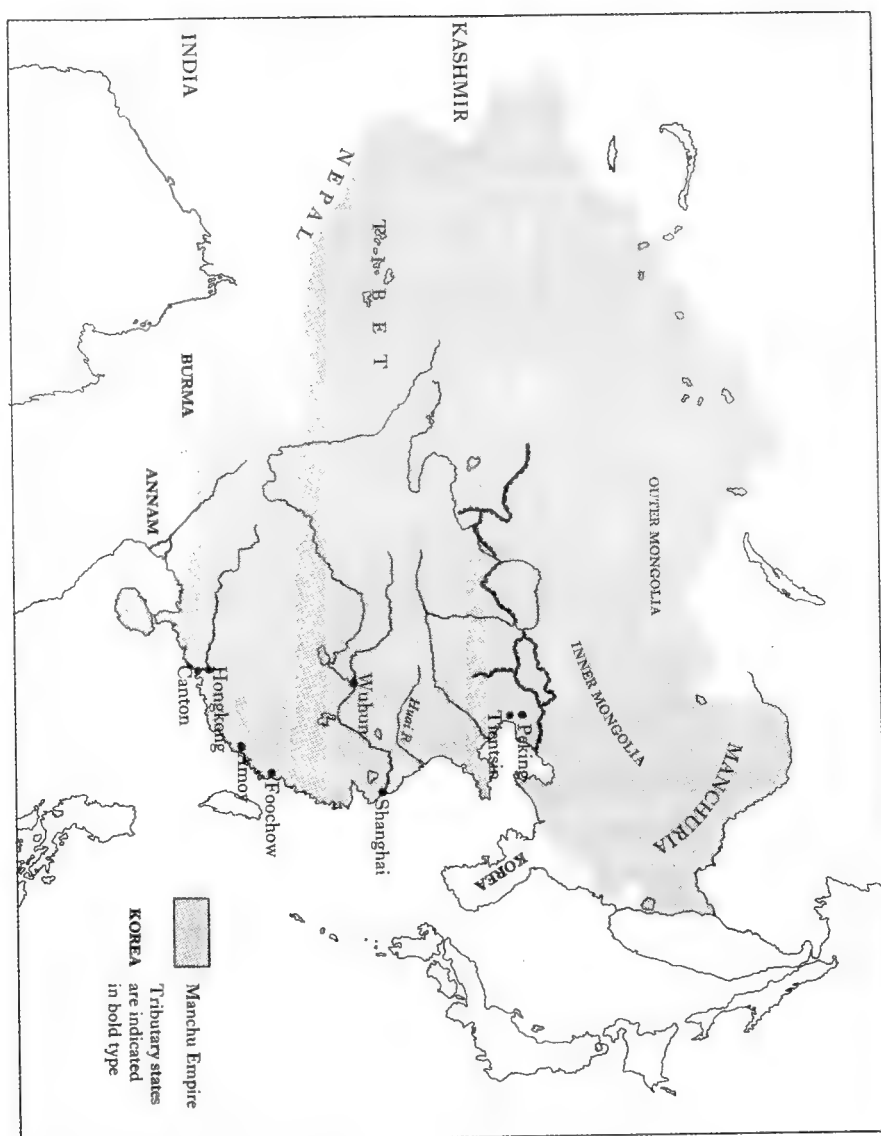 KASHMIR
INDIA
NEPAL
TIBET
BURMA
ANNAM
OUTER MONGOLIA
INNER MONGOLIA
MANCHURIA
KOREA
Peking
Tientsin
Huai R
Wuhun
Shanghai
Foochow
Amoy
Hongkong
Canton
Manchu Empire
KOREA Tributary states
are indicated
in bold type